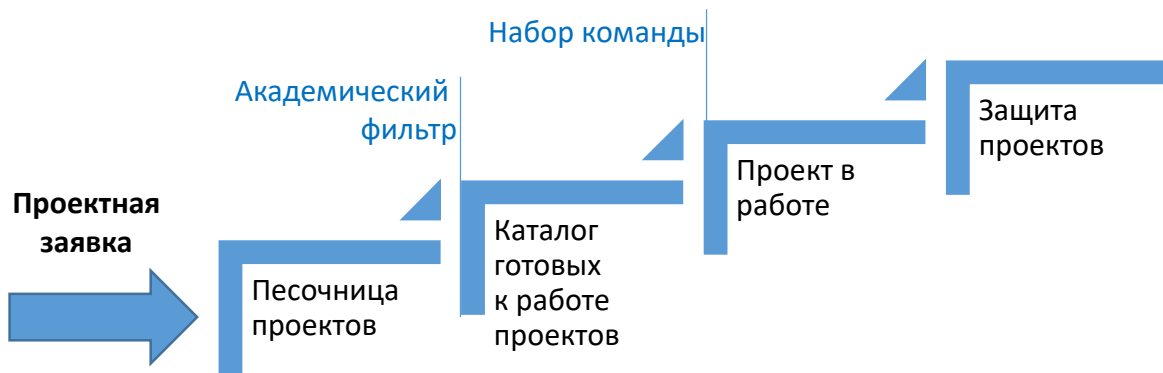 Проектная
заявка
Песочница
проектов
Академический
фильтр
Каталог
готовых
к работе
проектов
Набор команды
Проект в
работе
Защита
проектов